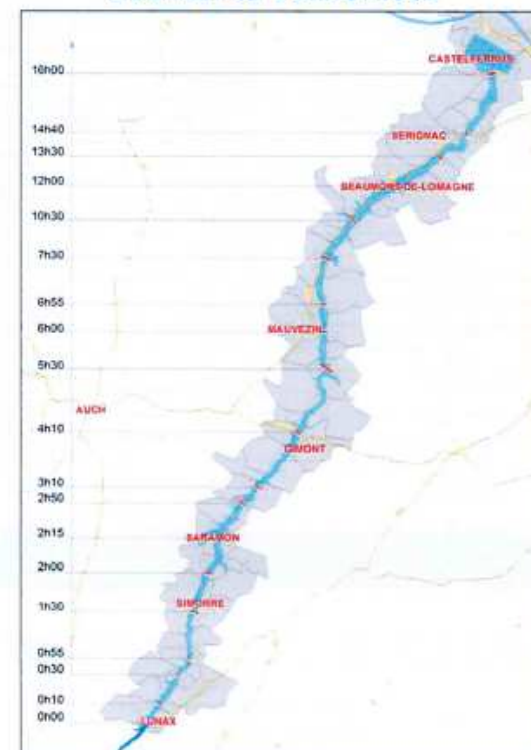 CASTELFERRUS
16h00
SERIGNAC
14h40
13h30
BEAUMONT-DE-LOMAGNE
12h00
10h30
7h30
6h55
MAUVEZIN
6h00
5h30
AUCH
4h10
GIMONT
3h10
2h50
SARAMON
2h15
2h00
SIMORRE
1h30
0h55
0h30
0h10
0h00
LUNAX